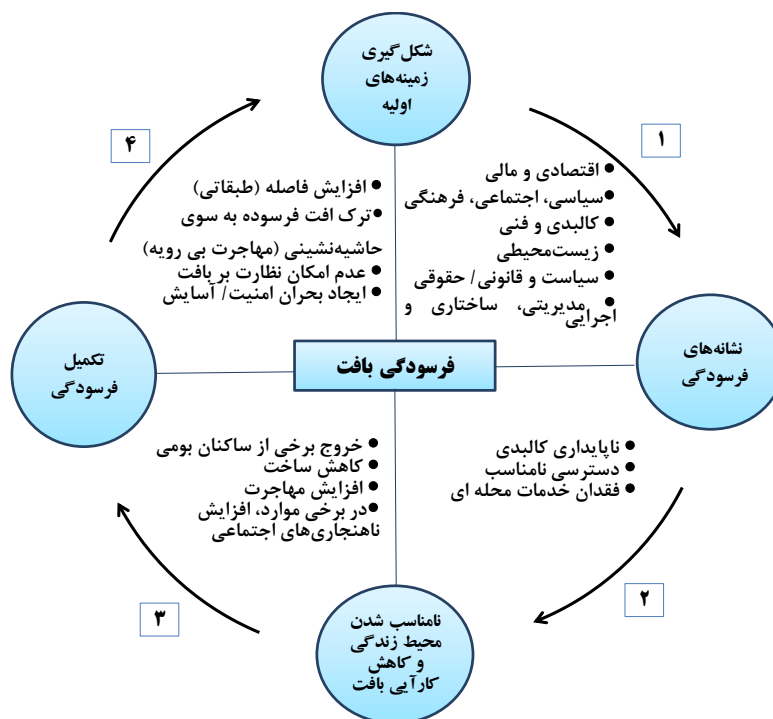 شکل‌گیری
زمینه‌های
اولیه
۱
● اقتصادی و مالی
●سیاسی، اجتماعی، فرهنگی
● کالبدی و فنی
● زیست‌محیطی
● سیاست و قانونی/ حقوقی
● مدیریتی، ساختاری و
اجرایی
نشانه‌های
فرسودگی
● ناپایداری کالبدی
● دسترسی نامناسب
● فقدان خدمات محله ای
۲
نامناسب شدن
محیط زندگی
و کاهش
کارآیی بافت
● خروج برخی از ساکنان بومی
● کاهش ساخت
● افزایش مهاجرت
●در برخی موارد، افزایش
ناهنجاری‌های اجتماعی
۳
تکمیل
فرسودگی
● افزایش فاصله (طبقاتی)
● ترک افت فرسوده به سوی
حاشیه‌نشینی (مهاجرت بی رویه)
● عدم امکان نظارت بر بافت
● ایجاد بحران امنیت/ آسایش
۴
فرسودگی بافت